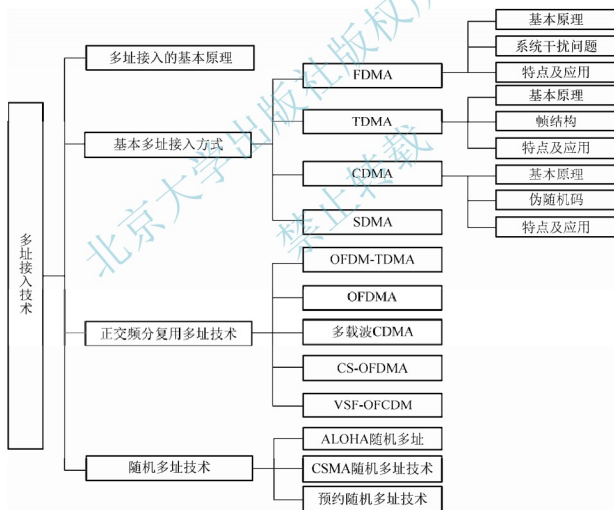 多址接入技术
多址接入的基本原理
基本多址接入方式
FDMA
基本原理
系统干扰问题
特点及应用
TDMA
基本原理
帧结构
特点及应用
CDMA
基本原理
伪随机码
特点及应用
SDMA
正交频分复用多址技术
OFDM-TDMA
OFDMA
多载波CDMA
CS-OFDMA
VSF-OFCDM
随机多址技术
ALOHA随机多址
CSMA随机多址技术
预约随机多址技术
北京大学出版社版权所
禁止转载